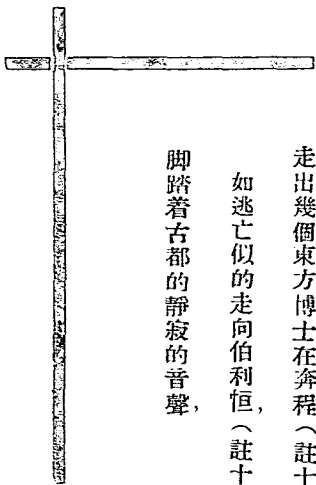 走出幾個東方博士在奔程（註十
如逃亡似的走向伯利恒，（註十
脚踏着古都的靜寂的音聲，